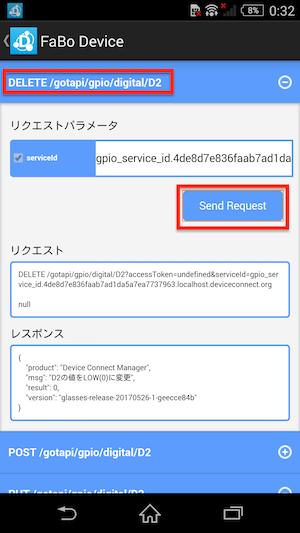 8% 0:32
FaBo Device
DELETE /gotapi/gpio/digital/D2
リクエストパラメータ
serviceId gpio_service_id.4de8d7e836faab7ad1da
Send Request
リクエスト
DELETE /gotapi/gpio/digital/D2?accessToken=undefined&serviceId=gpio_ser
vice_id.4de8d7e836faab7ad1da5a7ea7737963.localhost.deviceconnect.org
null
レスポンス
{
"product": "Device Connect Manager",
"msg": "D2の値をLOW(0)に変更",
"result": 0,
"version": "glasses-release-20170526-1-geecce84b"
}
POST /gotapi/gpio/digital/D2
PUT /gotapi/gpio/digital/D2